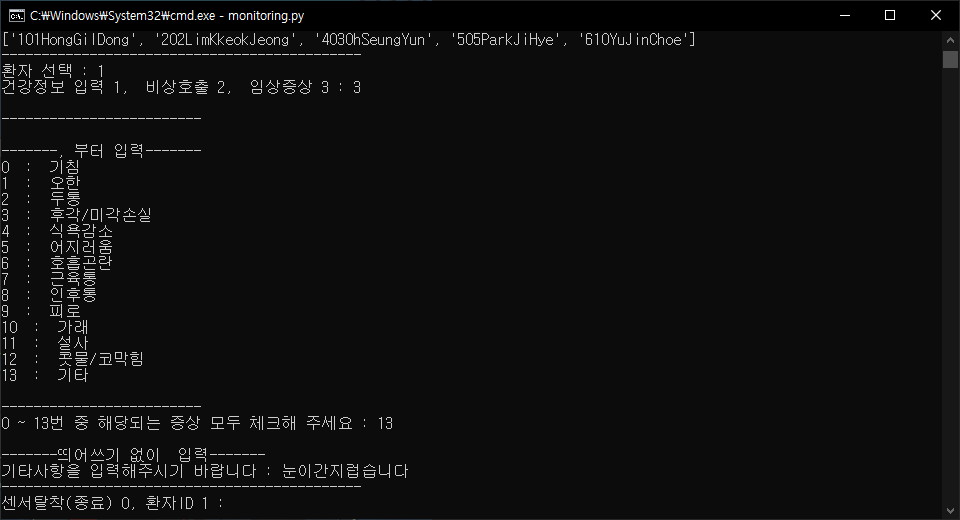 C:\Windows\System32\cmd.exe - monitoring.py
['101HongGilDong', '202LimKkeokJeong', '403OhSeungYun', '505ParkJiHye', '610YuJinChoe']
---------------------------------------------
환자 선택 : 1
건강정보 입력 1,  비상호출 2,  임상증상 3 : 3
-------------------------
-------, 부터 입력-------
0  :  기침
1  :  오한
2  :  두통
3  :  후각/미각손실
4  :  식욕감소
5  :  어지러움
6  :  호흡곤란
7  :  근육통
8  :  인후통
9  :  피로
10  :  가래
11  :  설사
12  :  콧물/코막힘
13  :  기타
-------------------------
0 ~ 13번 중 해당되는 증상 모두 체크해 주세요 : 13
-------띄어쓰기 없이  입력-------
기타사항을 입력해주시기 바랍니다 : 눈이간지럽습니다
---------------------------------------------
센서탈착(종료) 0, 환자ID 1 :